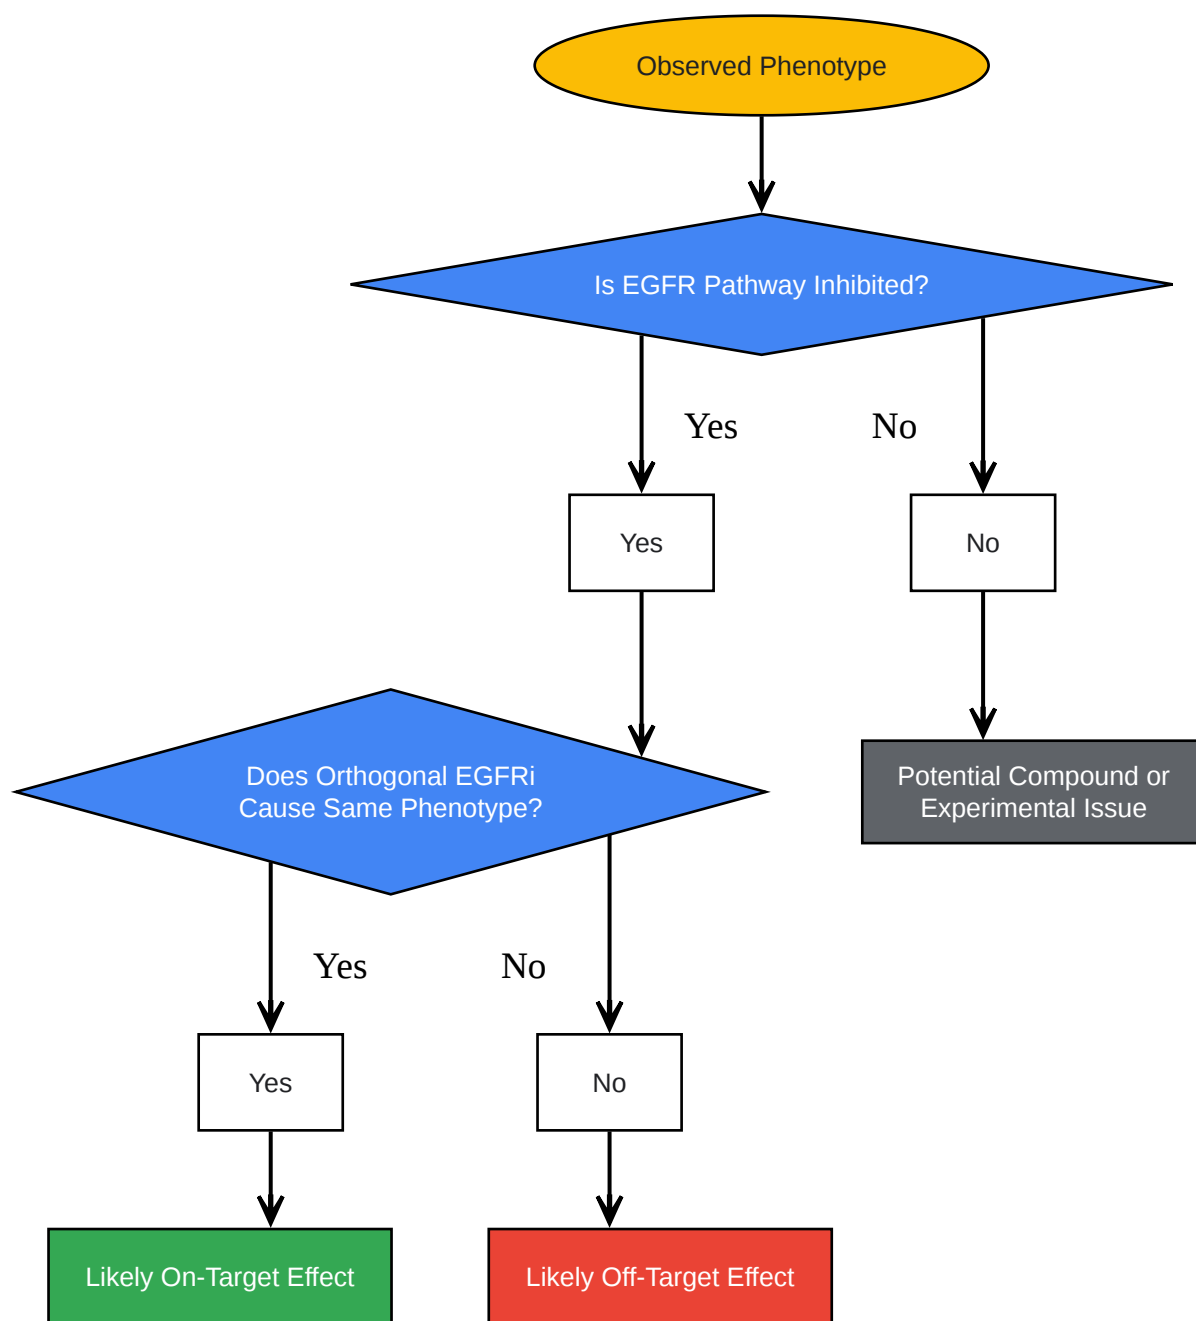 Observed Phenotype
Is EGFR Pathway Inhibited?
Yes
No
Yes
No
Does Orthogonal EGFRi
Cause Same Phenotype?
Potential Compound or
Experimental Issue
Yes
No
Yes
No
Likely On-Target Effect
Likely Off-Target Effect